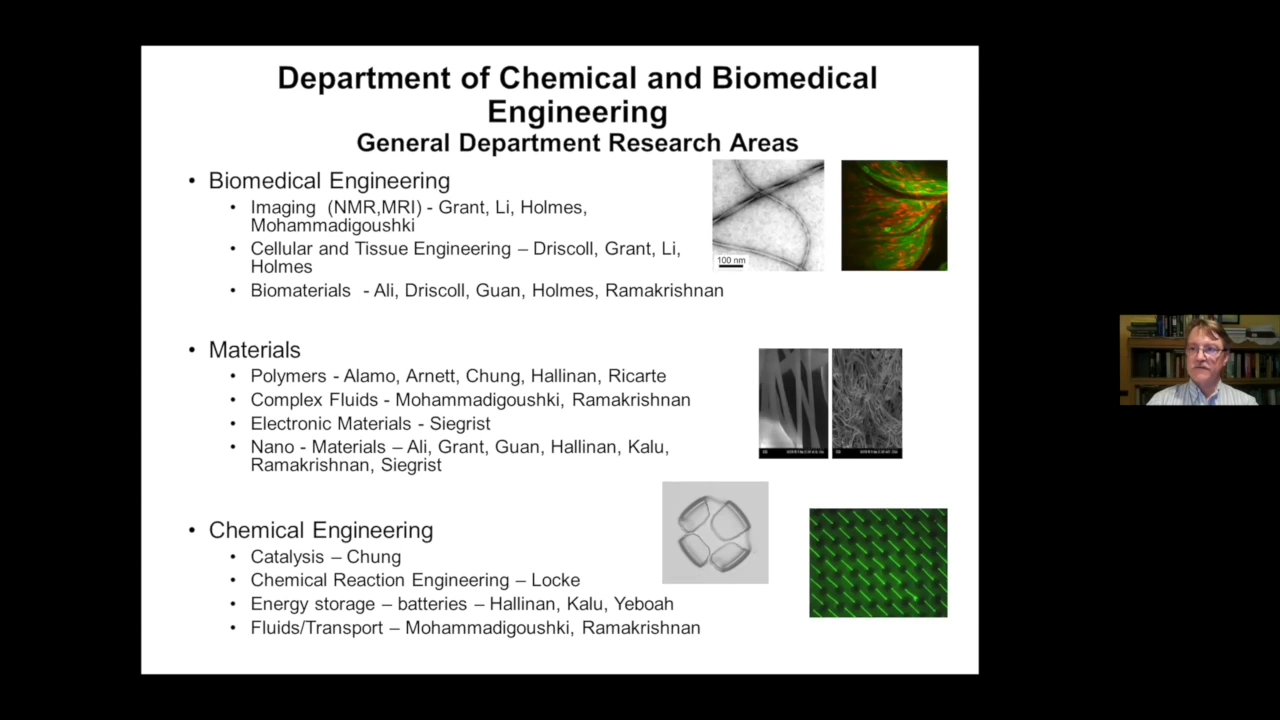 Department of Chemical and Biomedical
Engineering
General Department Research Areas
• Biomedical Engineering
• Imaging (NMR,MRI) - Grant, Li, Holmes,
Mohammadigoushki
• Cellular and Tissue Engineering – Driscoll, Grant, Li,
Holmes
• Biomaterials - Ali, Driscoll, Guan, Holmes, Ramakrishnan
100 nm
• Materials
• Polymers - Alamo, Arnett, Chung, Hallinan, Ricarte
• Complex Fluids - Mohammadigoushki, Ramakrishnan
• Electronic Materials - Siegrist
• Nano - Materials – Ali, Grant, Guan, Hallinan, Kalu,
Ramakrishnan, Siegrist
• Chemical Engineering
• Catalysis – Chung
• Chemical Reaction Engineering – Locke
• Energy storage – batteries – Hallinan, Kalu, Yeboah
• Fluids/Transport – Mohammadigoushki, Ramakrishnan